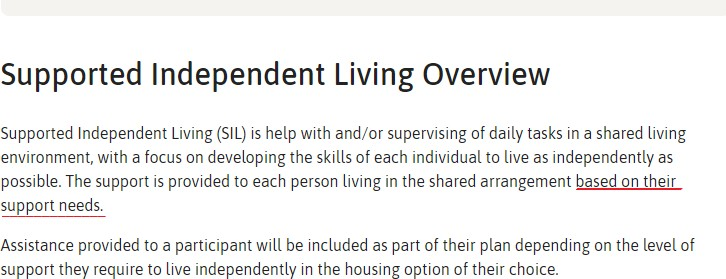 Supported Independent Living Overview
Supported Independent Living (SIL) is help with and/or supervising of daily tasks in a shared living
environment, with a focus on developing the skills of each individual to live as independently as
possible. The support is provided to each person living in the shared arrangement based on their
support needs.
Assistance provided to a participant will be included as part of their plan depending on the level of
support they require to live independently in the housing option of their choice.